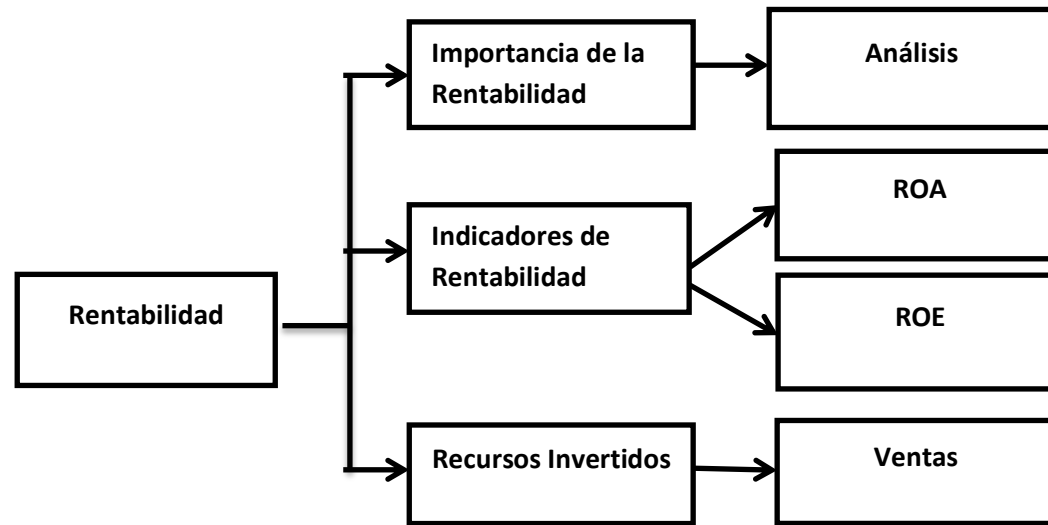 Importancia de la
Rentabilidad
Análisis
Indicadores de
Rentabilidad
ROA
ROE
Rentabilidad
Recursos Invertidos
Ventas